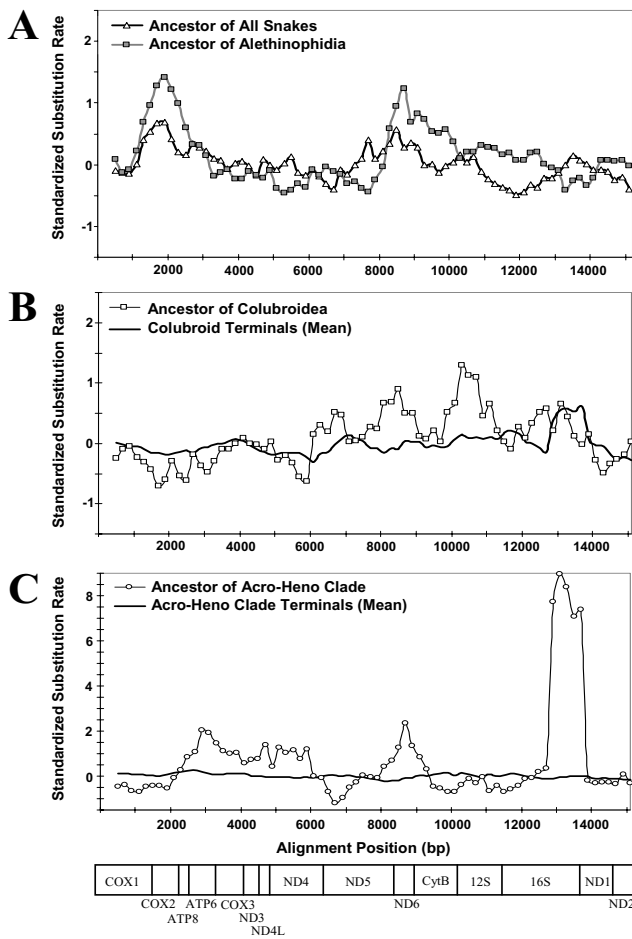 A
Ancestor of All Snakes
Ancestor of Alethinophidia
Standardized Substitution Rate
2
1
0
-1
2000 4000 6000 8000 10000 12000 14000
B
Ancestor of Colubroidea
Colubroid Terminals (Mean)
Standardized Substitution Rate
2
1
0
-1
2000 4000 6000 8000 10000 12000 14000
C
Ancestor of Acro-Heno Clade
Acro-Heno Clade Terminals (Mean)
Standardized Substitution Rate
8
6
4
2
0
2000 4000 6000 8000 10000 12000 14000
Alignment Position (bp)
COX1 ND4 ND5 CytB 12S 16S ND1
COX2 ATP6 COX3 ND6 ND2
ATP8 ND3
ND4L